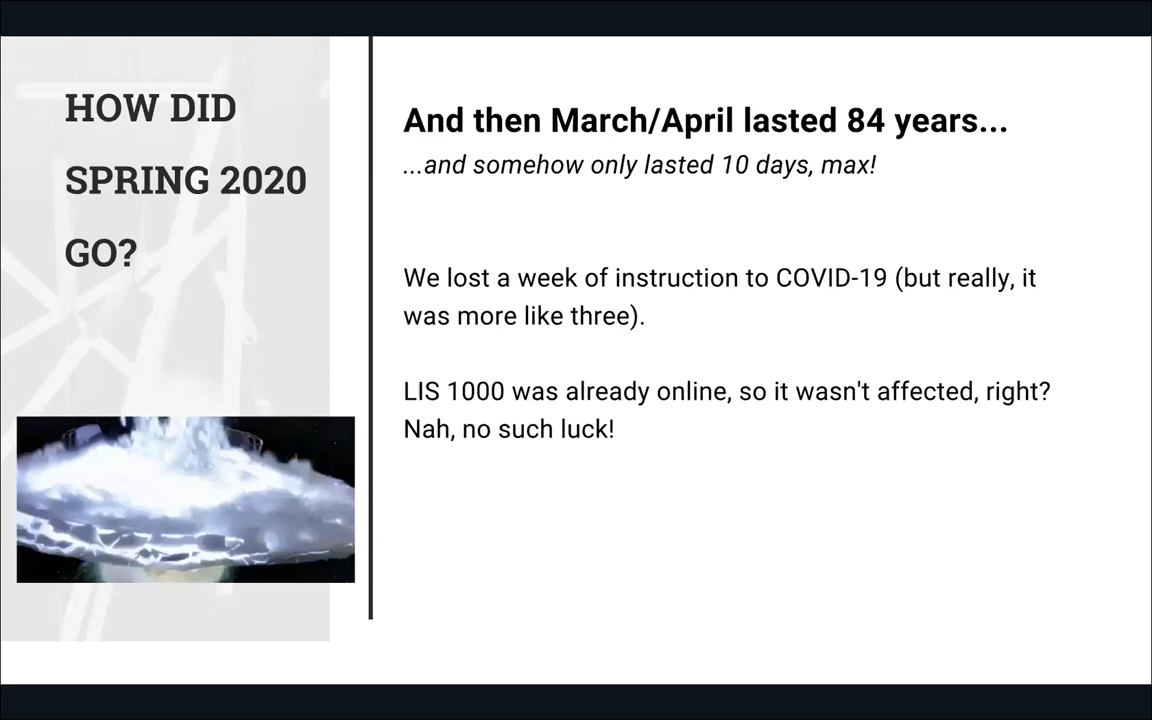 HOW DID
SPRING 2020
GO?
And then March/April lasted 84 years...
...and somehow only lasted 10 days, max!
We lost a week of instruction to COVID-19 (but really, it
was more like three).
LIS 1000 was already online, so it wasn't affected, right?
Nah, no such luck!